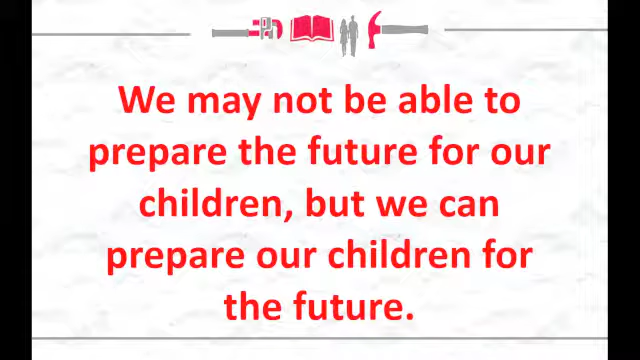 We may not be able to
prepare the future for our
children, but we can
prepare our children for
the future.